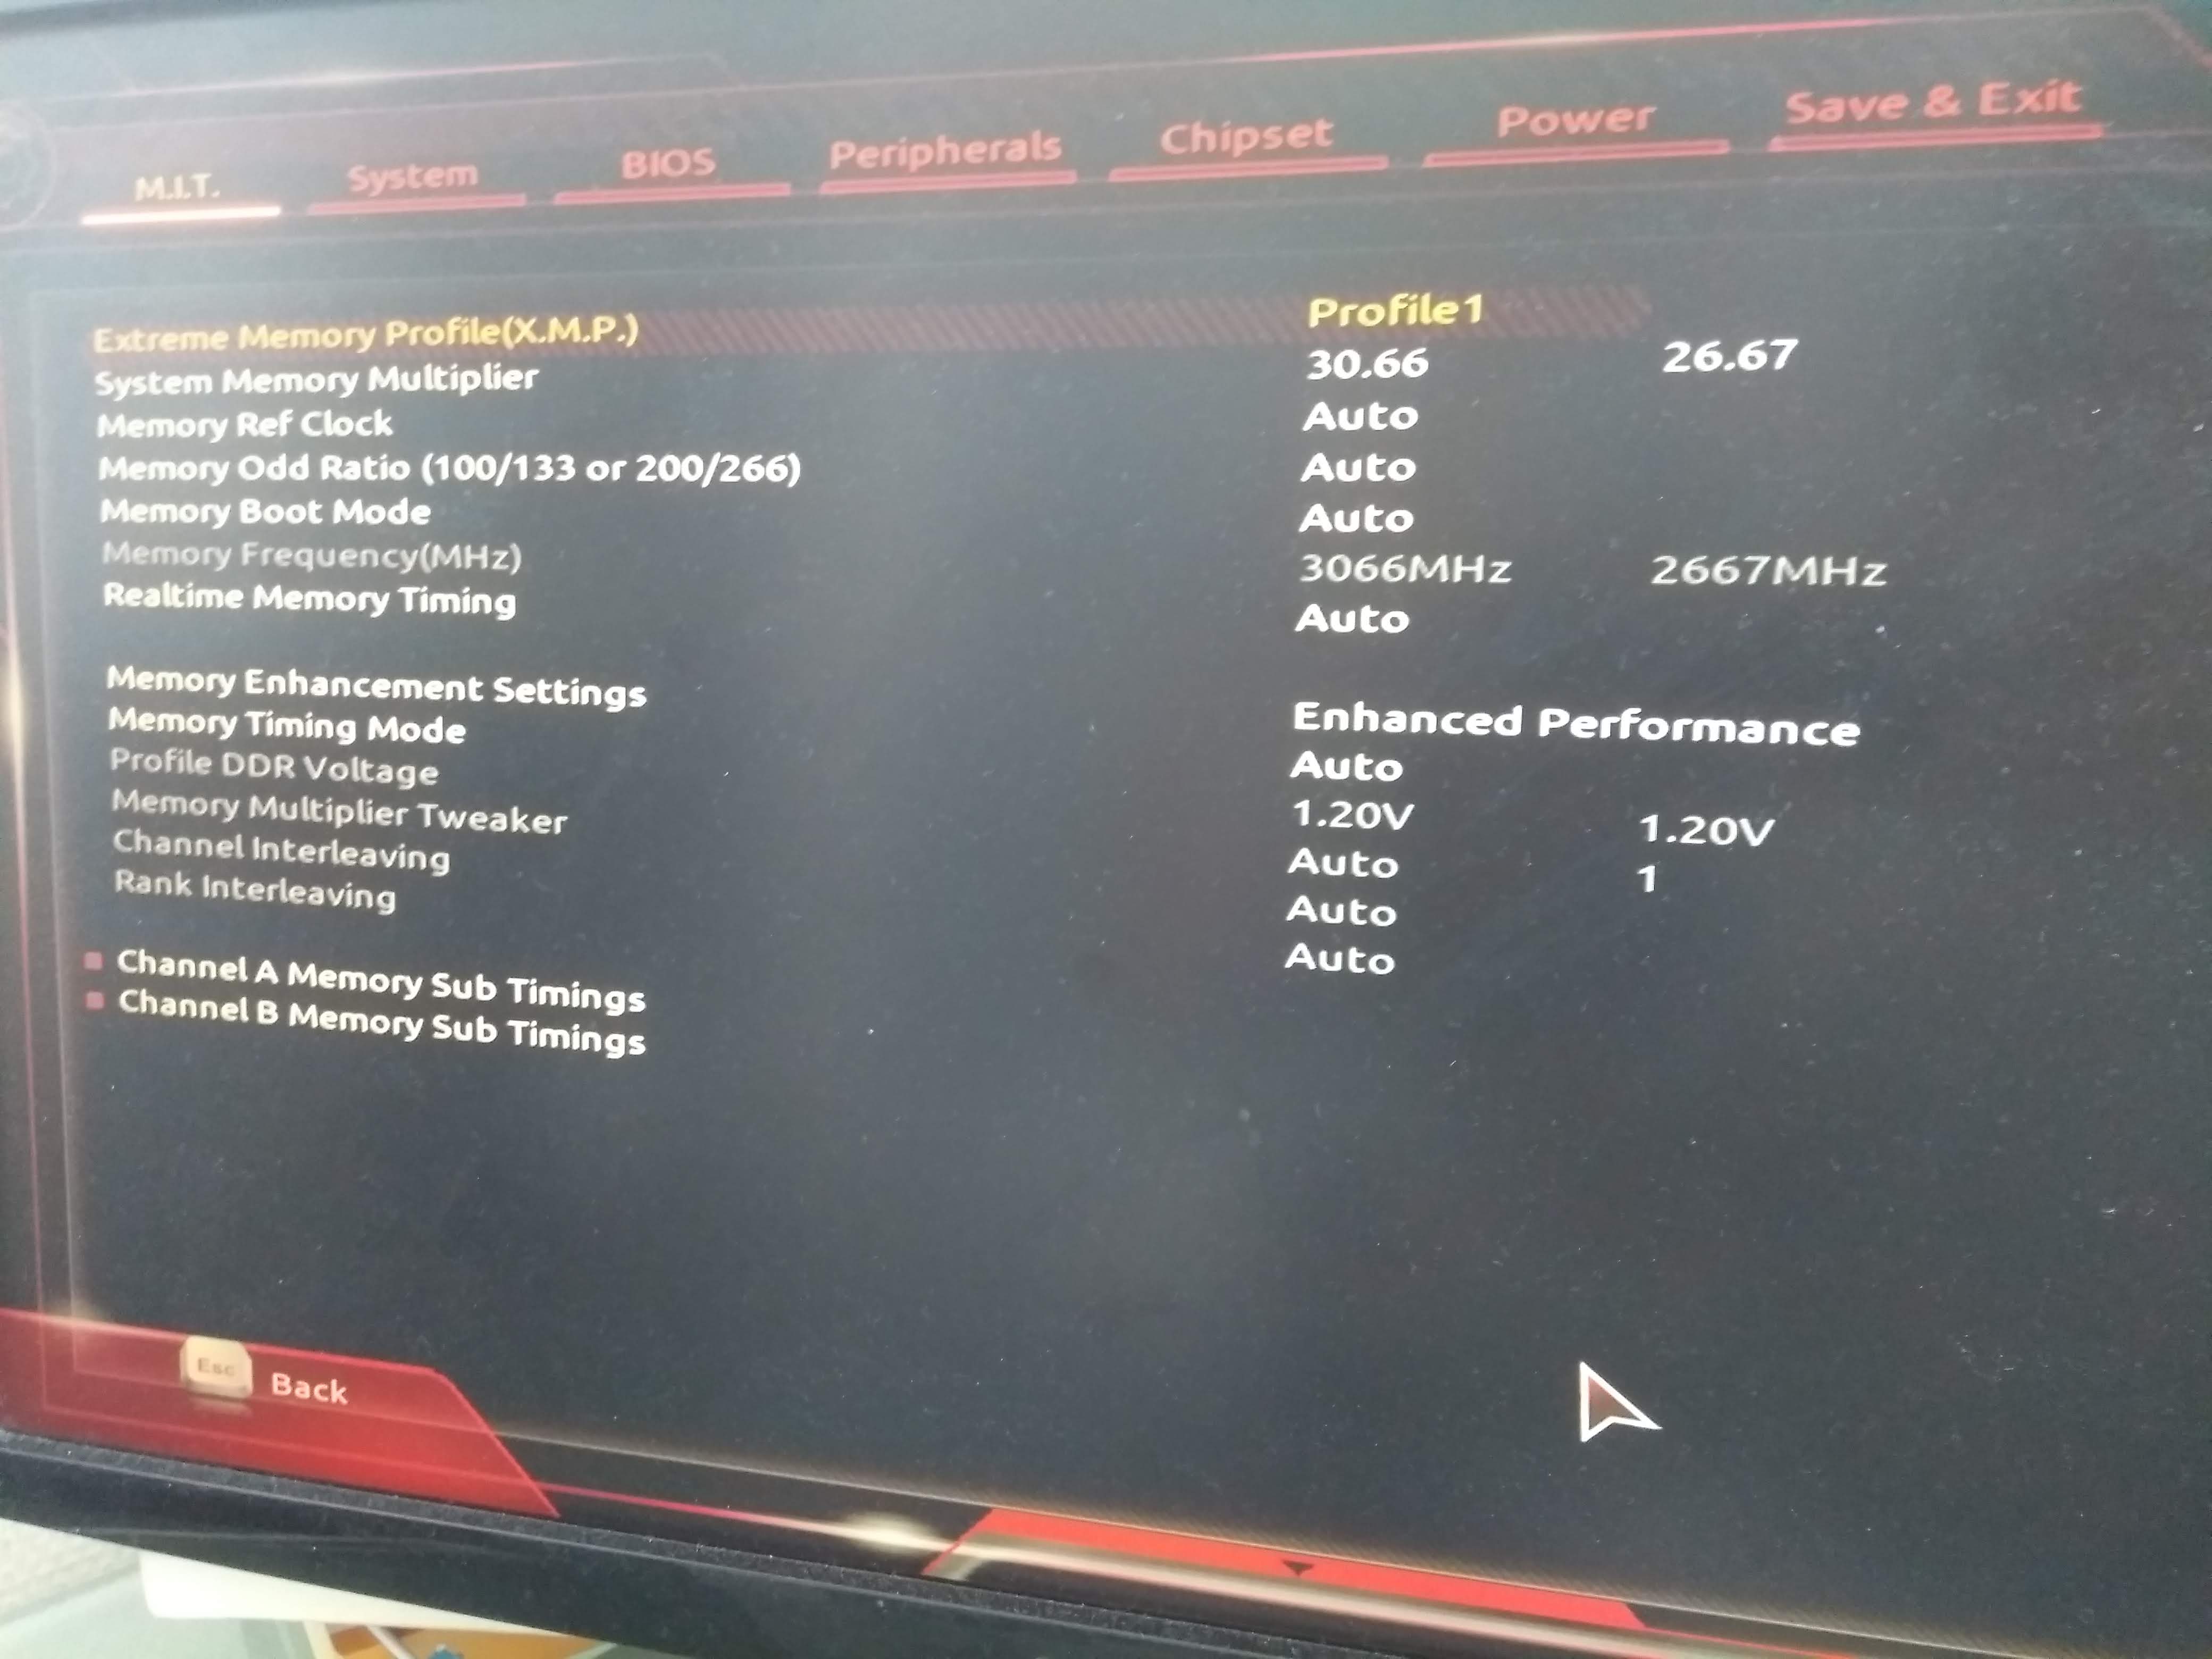 M.I.T. System BIOS Peripherals Chipset Power Save & Exit
Extreme Memory Profile(X.M.P.) Profile1
System Memory Multiplier 30.66 26.67
Memory Ref Clock Auto
Memory Odd Ratio (100/133 or 200/266) Auto
Memory Boot Mode Auto
Memory Frequency(MHz) 3066MHz 2667MHz
Realtime Memory Timing Auto
Memory Enhancement Settings Enhanced Performance
Memory Timing Mode Auto
Profile DDR Voltage 1.20V 1.20V
Memory Multiplier Tweaker Auto 1
Channel Interleaving Auto
Rank Interleaving Auto
Channel A Memory Sub Timings
Channel B Memory Sub Timings
Esc Back